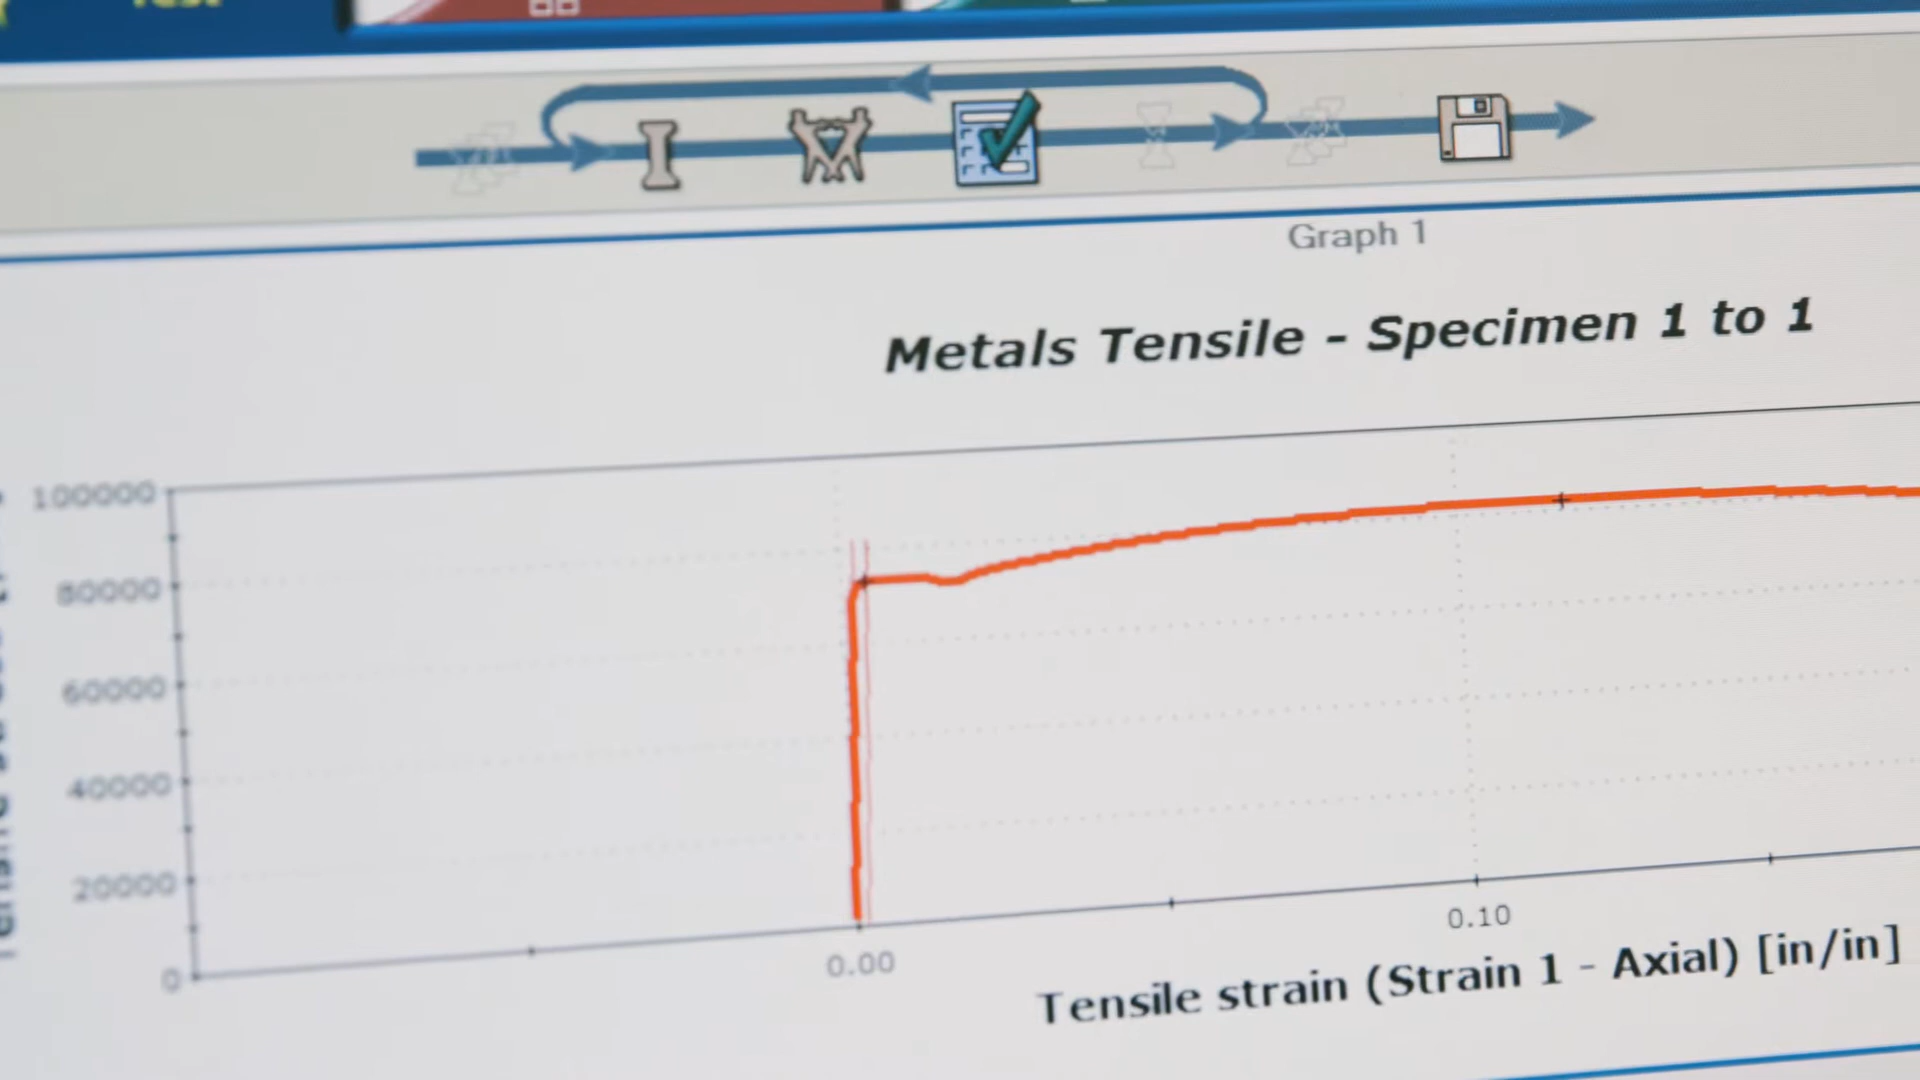 Test
Graph 1
Metals Tensile - Specimen 1 to 1
100000
80000
60000
40000
20000
0
0.00
0.10
Tensile strain (Strain 1 - Axial) [in/in]